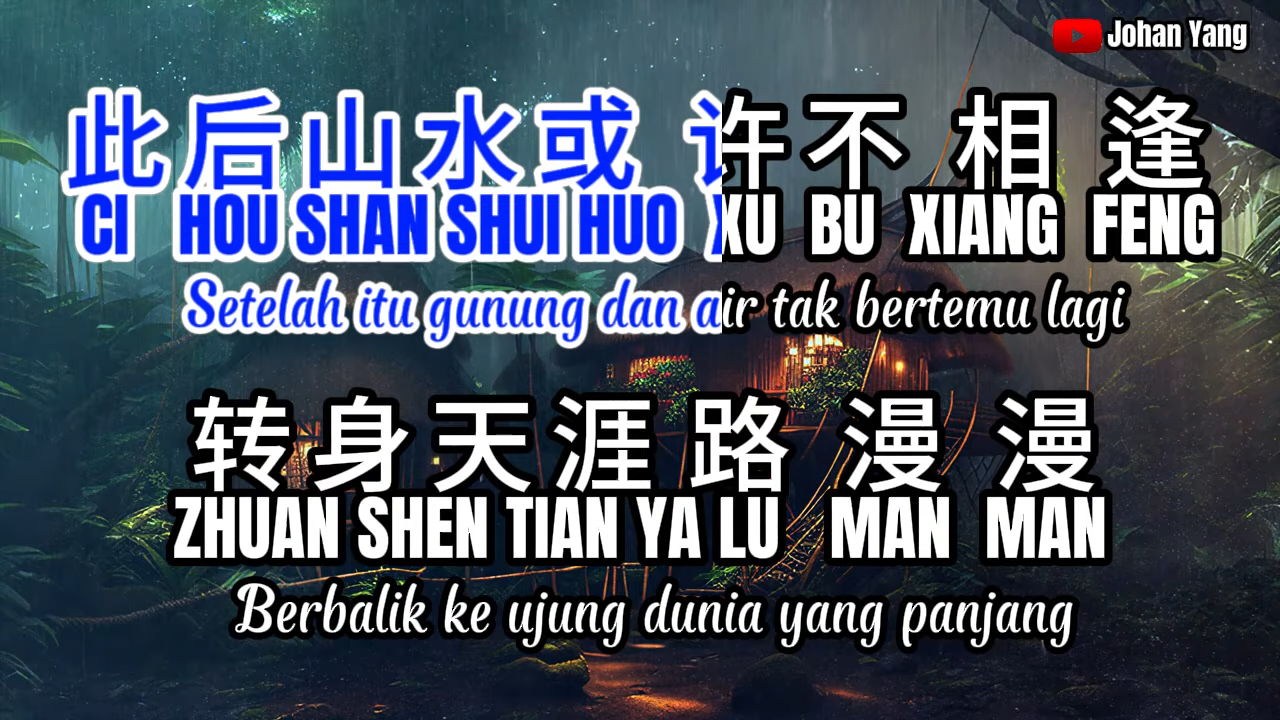 Johan Yang
此后山水或许不相逢
CI HOU SHAN SHUI HUO XU BU XIANG FENG
Setelah itu gunung dan air tak bertemu lagi
转身天涯路漫漫
ZHUAN SHEN TIAN YA LU MAN MAN
Berbalik ke ujung dunia yang panjang